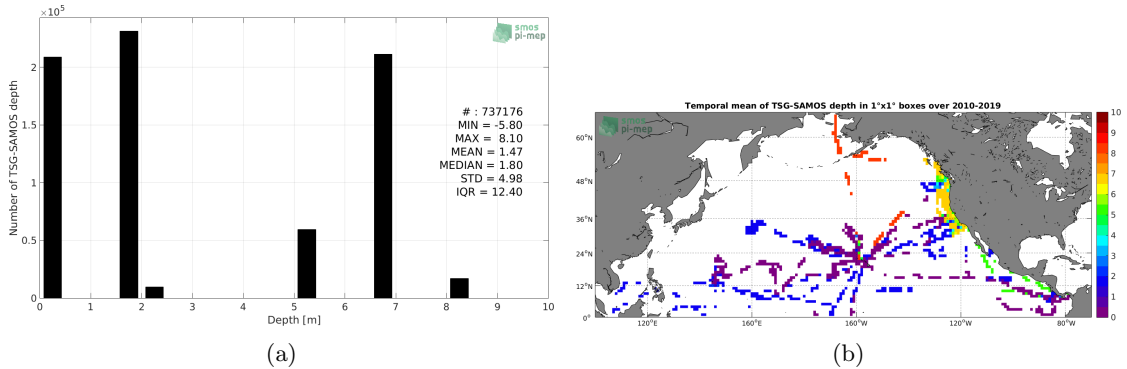 ×10⁵
smos
pi-mep
2
1.5
1
0.5
0
Number of TSG-SAMOS depth
# : 737176
MIN = -5.80
MAX = 8.10
MEAN = 1.47
MEDIAN = 1.80
STD = 4.98
IQR = 12.40
0 1 2 3 4 5 6 7 8 9 10
Depth [m]
(a)
Temporal mean of TSG-SAMOS depth in 1°x1° boxes over 2010-2019
smos
pi-mep
60°N
48°N
36°N
24°N
12°N
0°
120°E 160°E 160°W 120°W 80°W
10
9
8
7
6
5
4
3
2
1
0
(b)